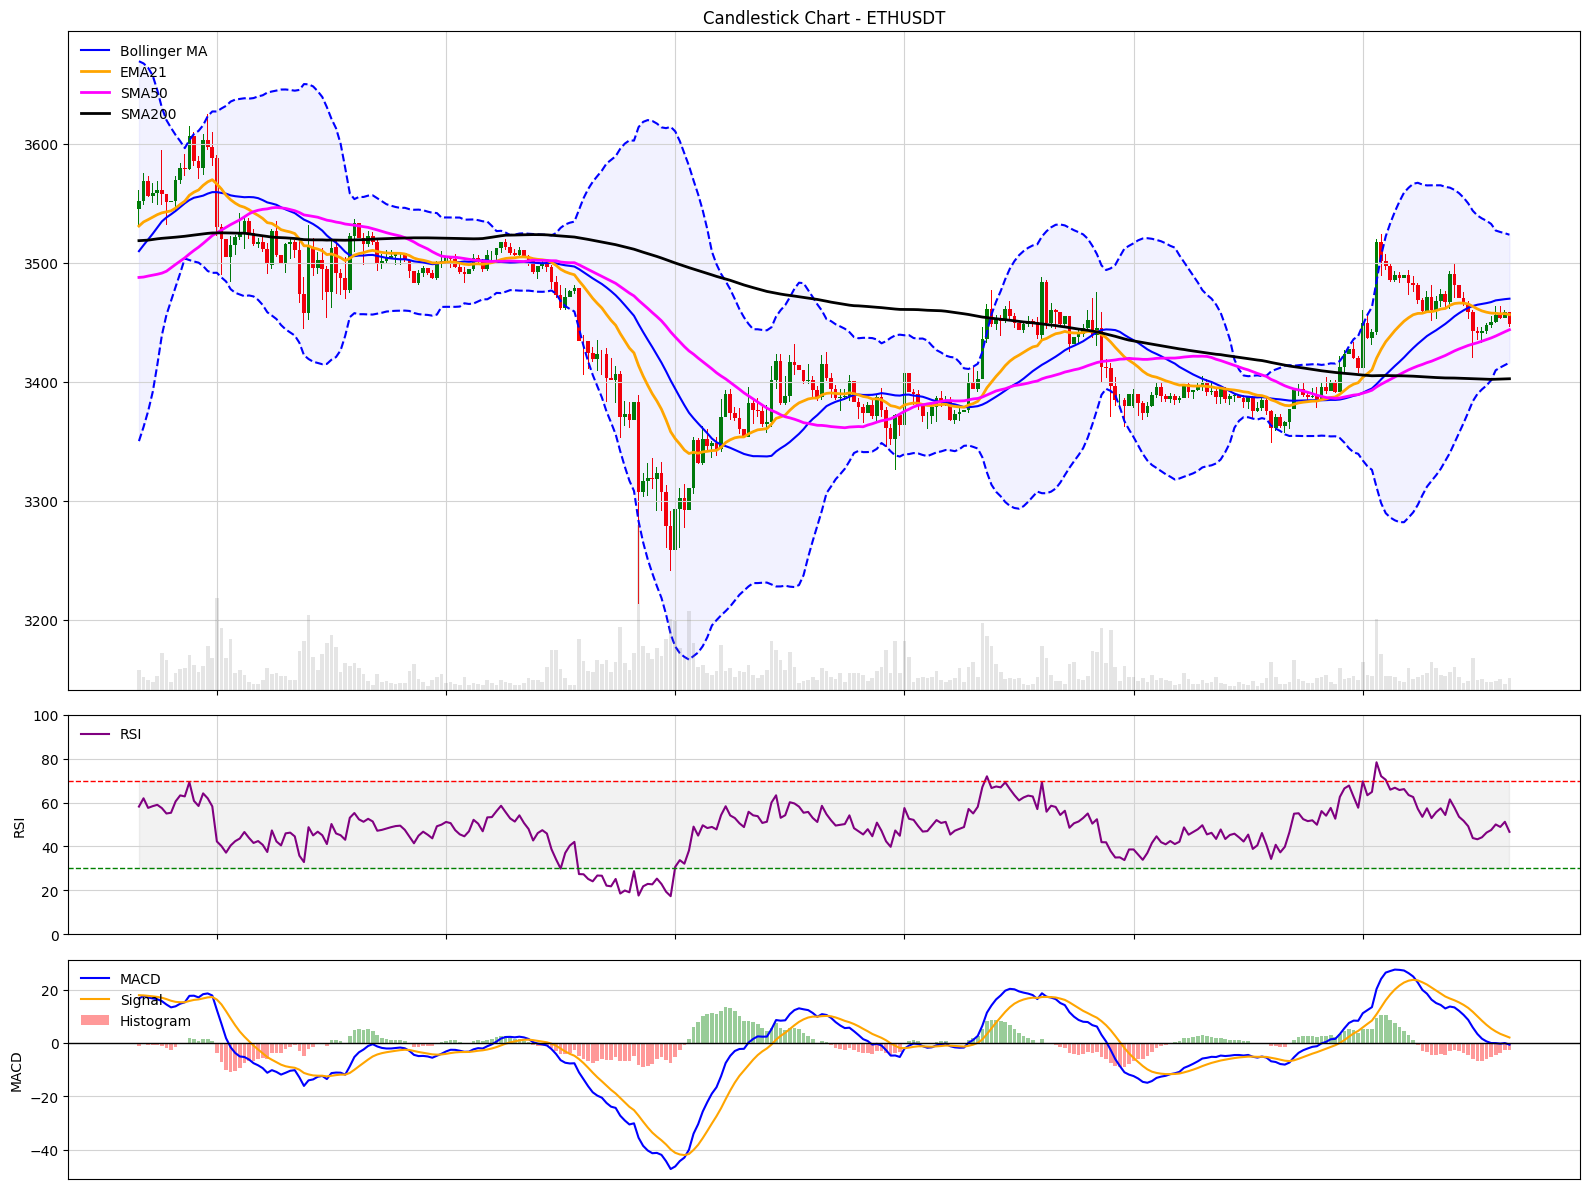 Candlestick Chart - ETHUSDT
Bollinger MA
EMA21
SMA50
SMA200
3600
3500
3400
3300
3200
RSI
100
80
60
40
20
0
RSI
MACD
Signal
Histogram
20
0
−20
−40
MACD